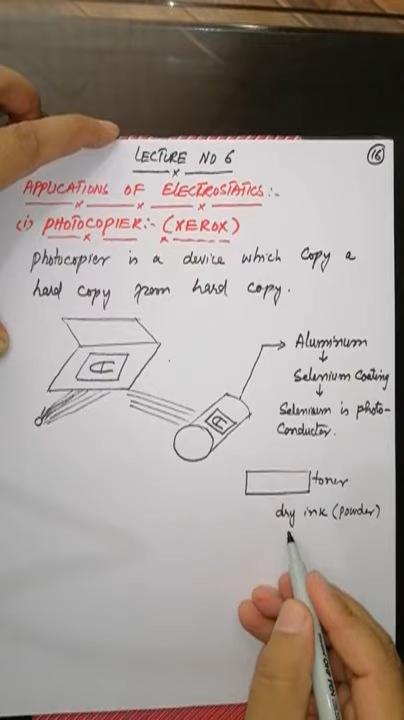 LECTURE NO 6
16
APPLICATIONS OF ELECTROSTATICS:-
(i) PHOTOCOPIER:- (XEROX)
photocopier is a device which copy a
hard copy from hard copy.
Aluminum
Selenium Coating
Selenium is photo-
Conductor.
toner
dry ink (powder)